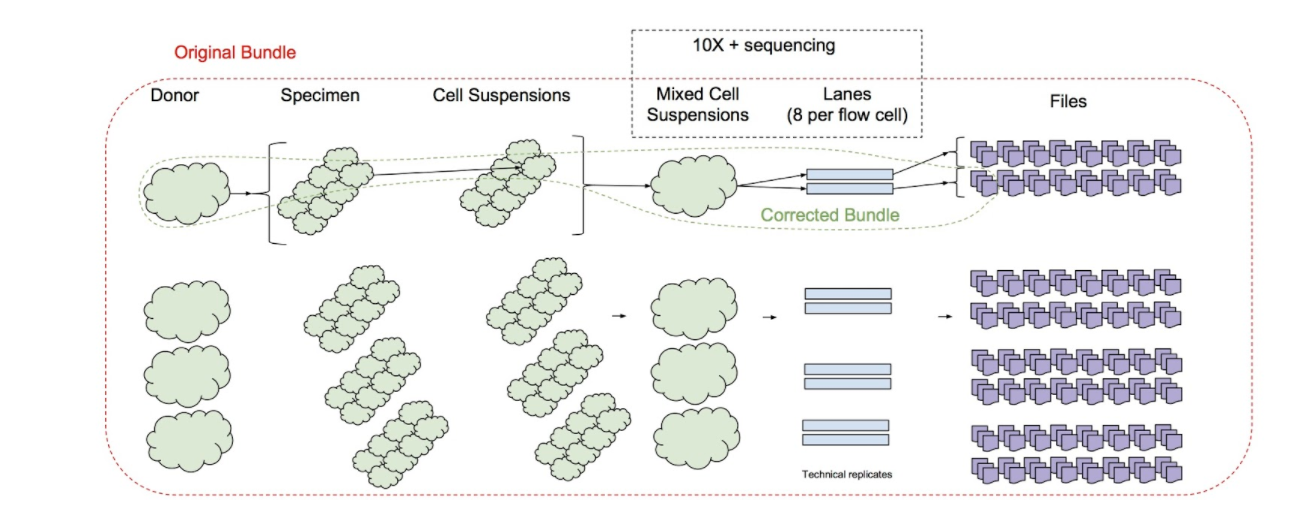 10X + sequencing
Original Bundle
Donor
Specimen
Cell Suspensions
Mixed Cell
Suspensions
Lanes
(8 per flow cell)
Files
Corrected Bundle
Technical replicates